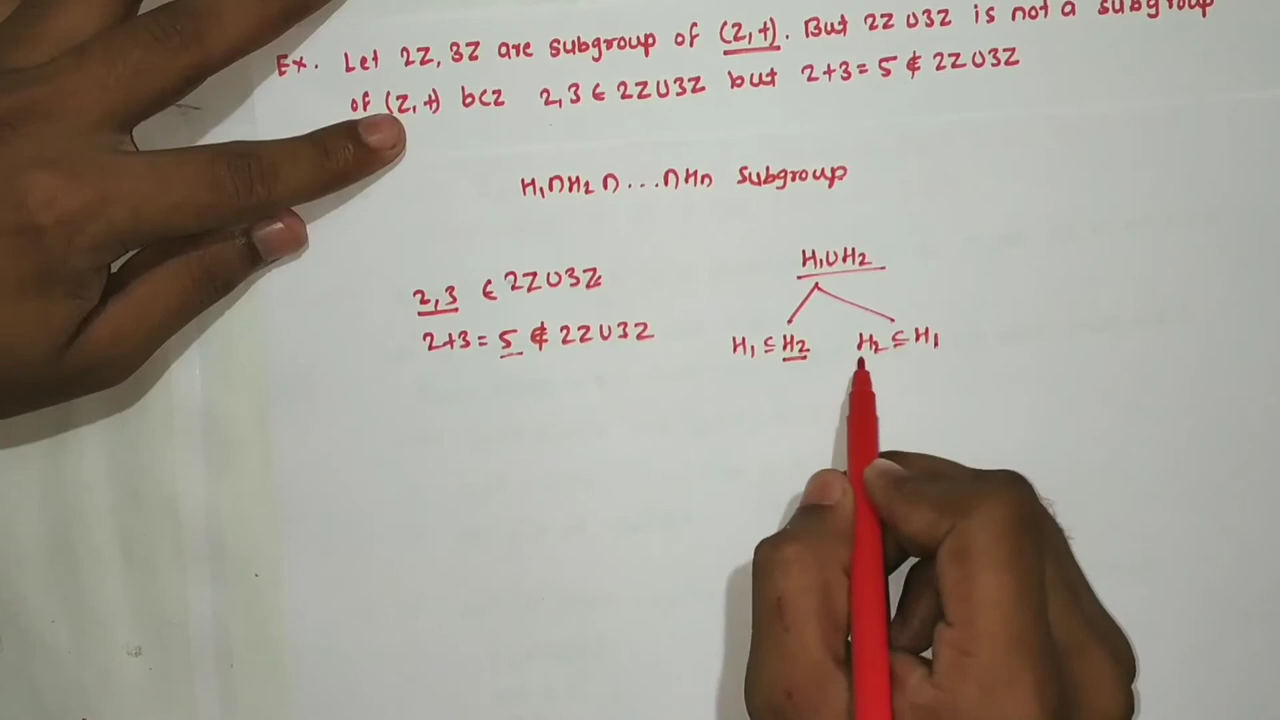 Ex. Let 2Z, 3Z are subgroup of (Z,+). But 2Z ∪ 3Z is not a subgroup
of (Z,+) bcz 2,3 ∈ 2Z∪3Z but 2+3=5 ∉ 2Z∪3Z
H₁∩H₂∩...∩Hn subgroup
H₁∪H₂
2,3 ∈ 2Z∪3Z
2+3=5 ∉ 2Z∪3Z
H₁⊆H₂ H₂⊆H₁